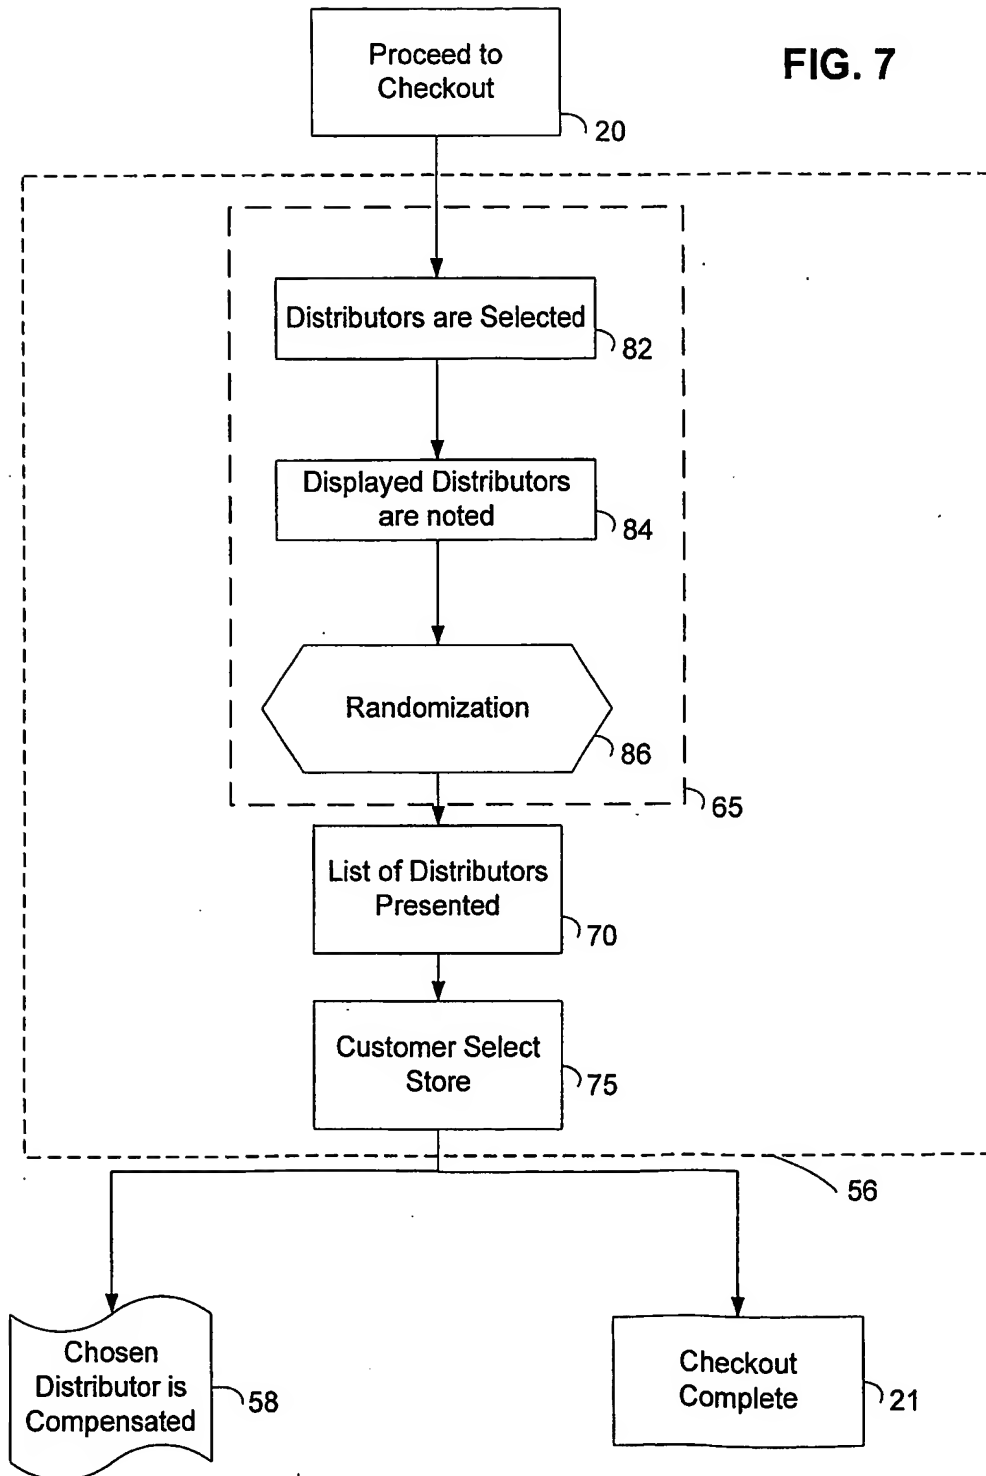 Proceed to
Checkout
20
FIG. 7
Distributors are Selected
82
Displayed Distributors
are noted
84
Randomization
86
65
List of Distributors
Presented
70
Customer Select
Store
75
56
Chosen
Distributor is
Compensated
58
Checkout
Complete
21